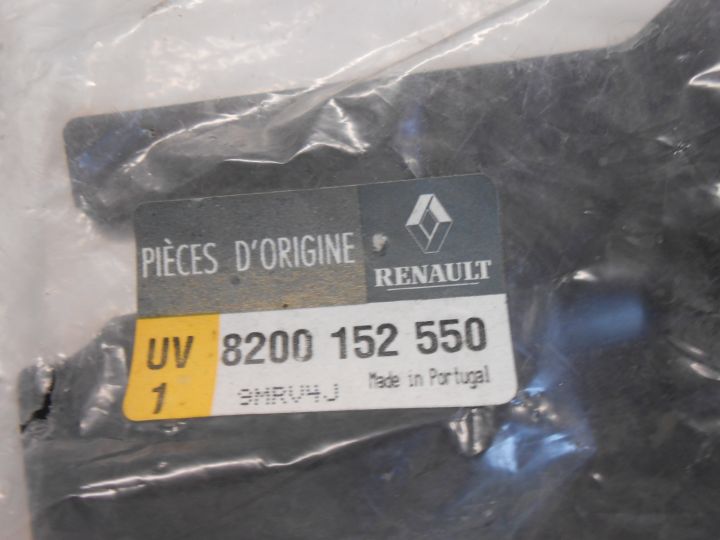 PIÈCES D'ORIGINE
RENAULT
UV 8200 152 550
1 9MRV4J Made in Portugal